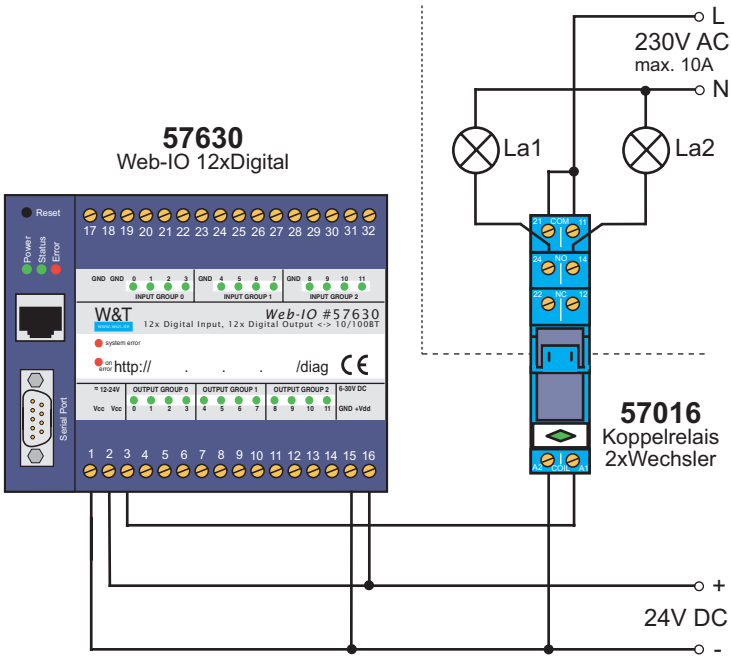 L
230V AC
max. 10A
N
La1
La2
57630
Web-IO 12xDigital
Reset
Power
Status
Error
17 18 19 20 21 22 23 24 25 26 27 28 29 30 31 32
GND GND 0 1 2 3 GND 4 5 6 7 GND 8 9 10 11
INPUT GROUP 0 INPUT GROUP 1 INPUT GROUP 2
W&T
www.wut.de
Web-IO #57630
12x Digital Input, 12x Digital Output <-> 10/100BT
system error
on error http:// . . . /diag CE
≂ 12-24V OUTPUT GROUP 0 OUTPUT GROUP 1 OUTPUT GROUP 2 6-30V DC
Vcc Vcc 0 1 2 3 4 5 6 7 8 9 10 11 GND +Vdd
Serial Port
1 2 3 4 5 6 7 8 9 10 11 12 13 14 15 16
21 COM 11
24 NO 14
22 NC 12
A2 COIL A1
57016
Koppelrelais
2xWechsler
+
24V DC
-